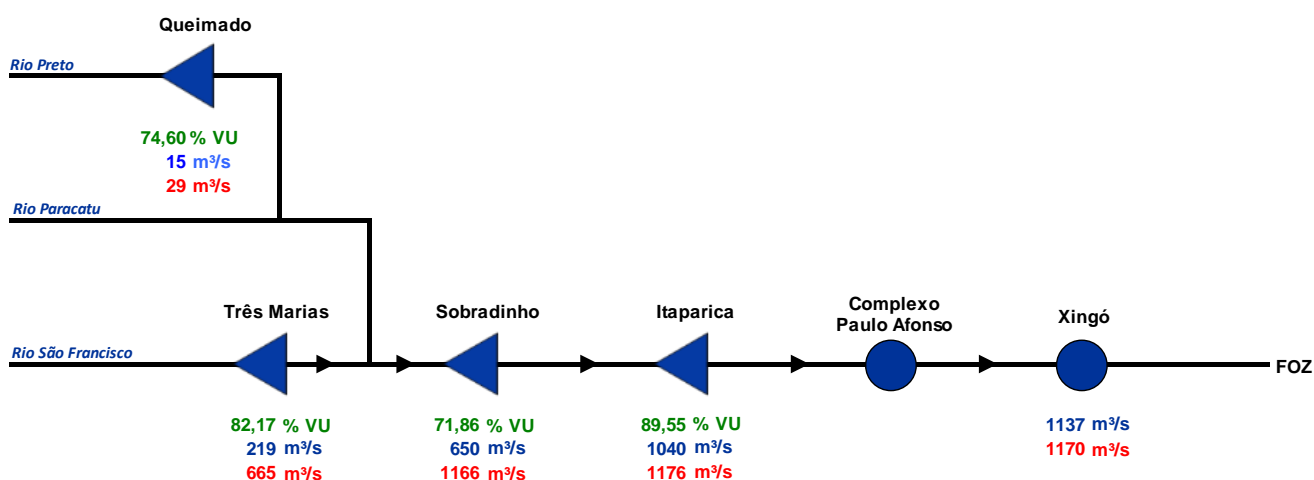 Queimado
Rio Preto
74,60 % VU
15 m³/s
29 m³/s
Rio Paracatu
Três Marias
Sobradinho
Itaparica
Complexo
Paulo Afonso
Xingó
Rio São Francisco
FOZ
82,17 % VU
219 m³/s
665 m³/s
71,86 % VU
650 m³/s
1166 m³/s
89,55 % VU
1040 m³/s
1176 m³/s
1137 m³/s
1170 m³/s